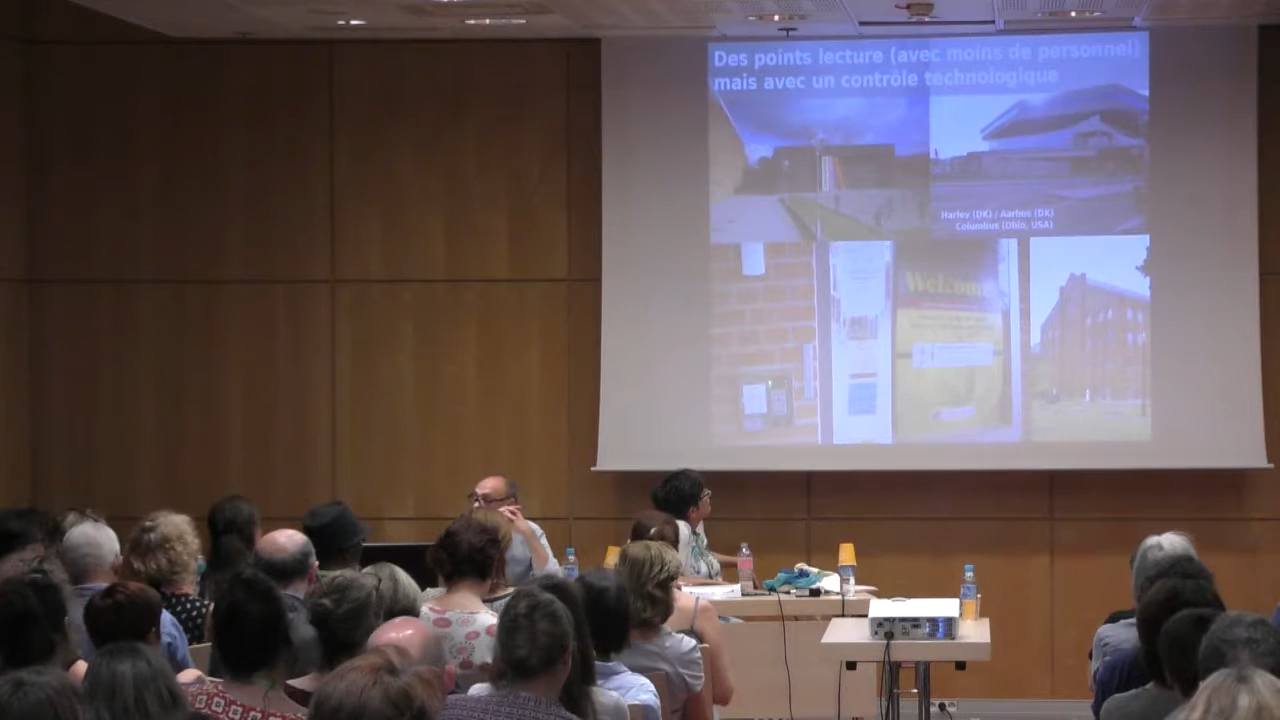 Des points lecture (avec moins de personnel)
mais avec un contrôle technologique
Harlev (DK) / Aarhus (DK)
Columbus (Ohio, USA)
Welcome